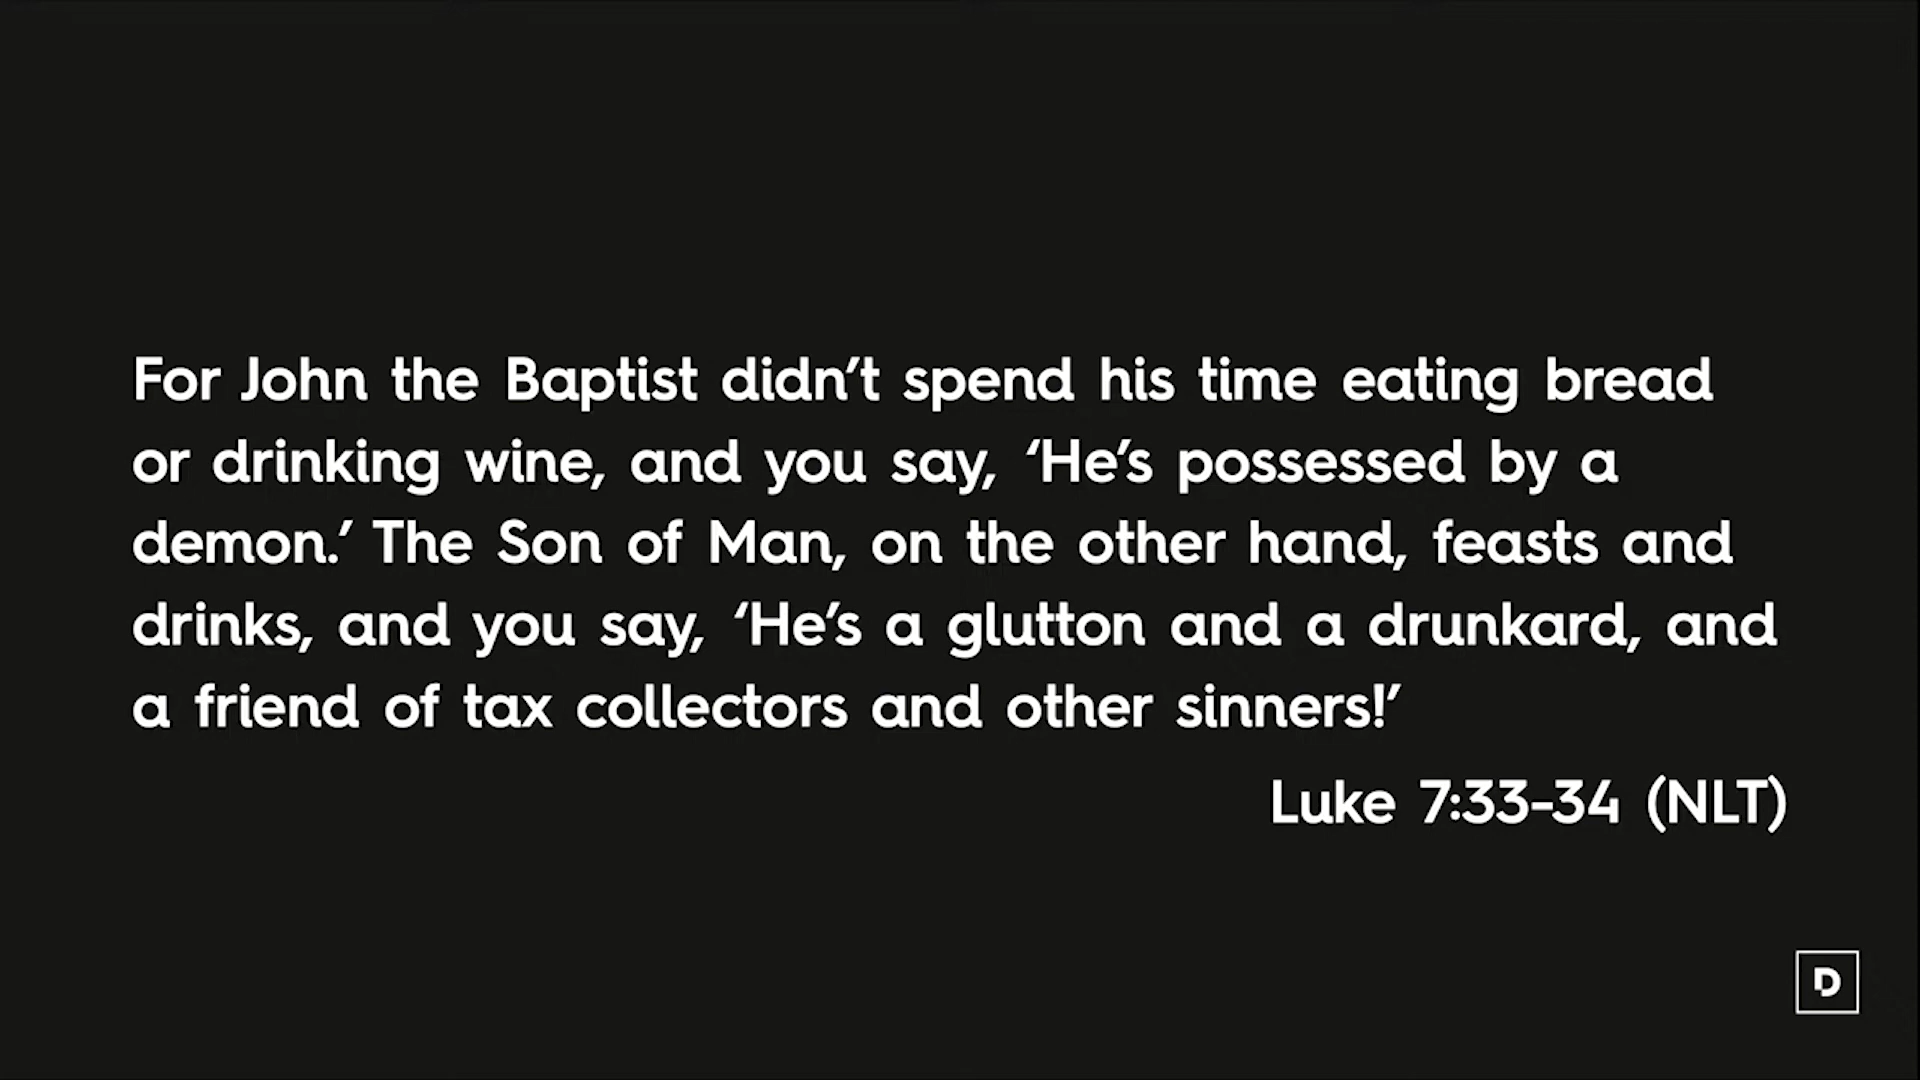 For John the Baptist didn’t spend his time eating bread
or drinking wine, and you say, ‘He’s possessed by a
demon.’ The Son of Man, on the other hand, feasts and
drinks, and you say, ‘He’s a glutton and a drunkard, and
a friend of tax collectors and other sinners!’
Luke 7:33-34 (NLT)
D